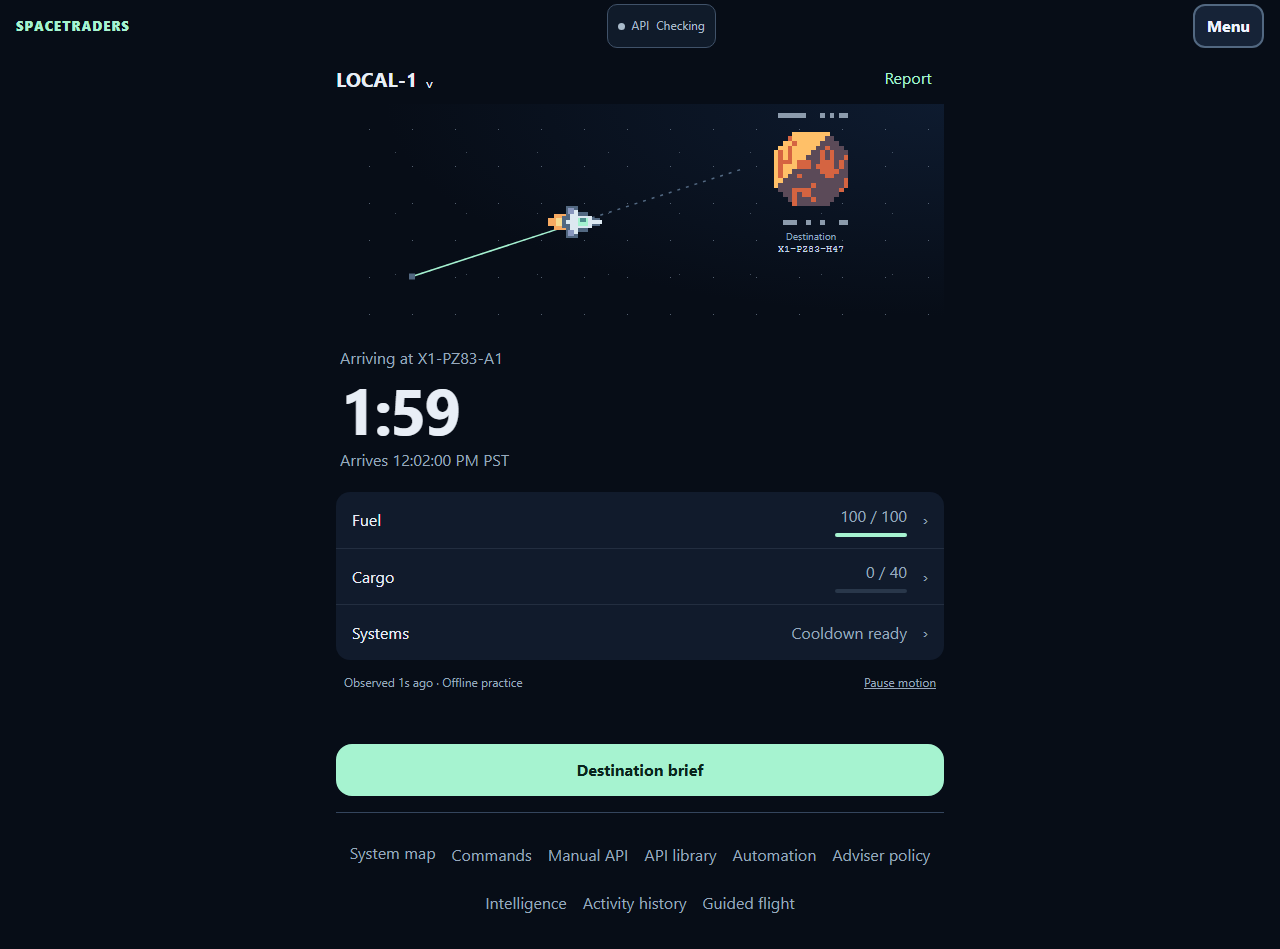 SPACETRADERS
API Checking
Menu
LOCAL-1 v
Report
Destination
X1-PZ83-H47
Arriving at X1-PZ83-A1
1:59
Arrives 12:02:00 PM PST
Fuel 100 / 100 ›
Cargo 0 / 40 ›
Systems Cooldown ready ›
Observed 1s ago · Offline practice
Pause motion
Destination brief
System map Commands Manual API API library Automation Adviser policy
Intelligence Activity history Guided flight